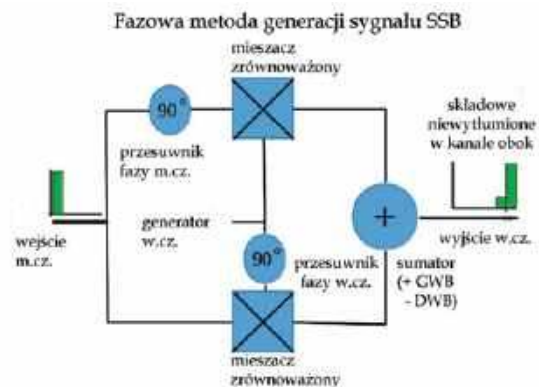 Fazowa metoda generacji sygnału SSB
mieszacz
zrównoważony
90°
przesuwnik
fazy m.cz.
składowe
niewytłumione
w kanale obok
wejście
m.cz.
generator
w.cz.
90°
przesuwnik
fazy w.cz.
+
sumator
(+ GWB
- DWB)
wyjście w.cz.
mieszacz
zrównoważony